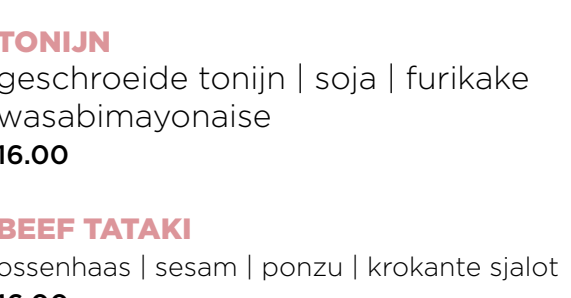 TONIJN
geschroeide tonijn | soja | furikake
wasabimayonaise
16.00
BEEF TATAKI
ossenhaas | sesam | ponzu | krokante sjalot